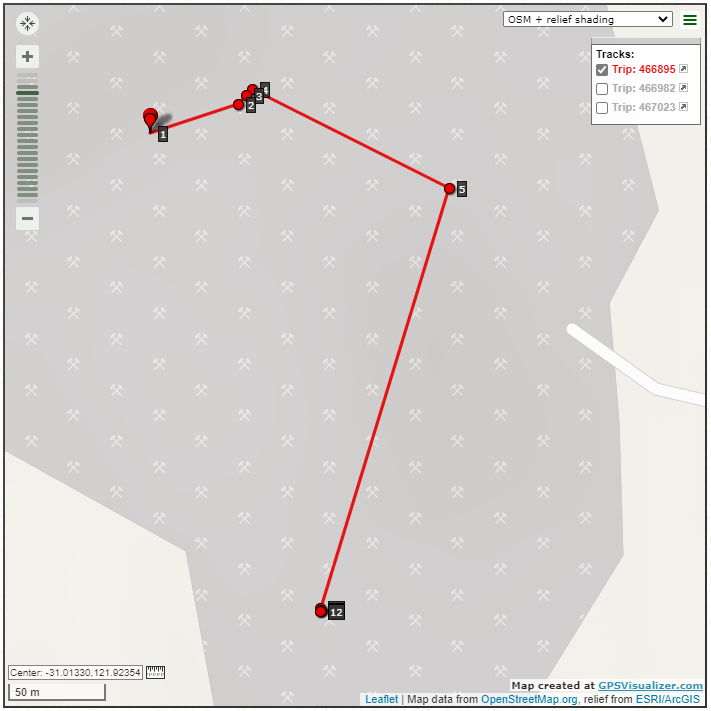 OSM + relief shading
Tracks:
Trip: 466895
Trip: 466982
Trip: 467023
4
3
2
1
5
12
Center: -31.01330,121.92354
50 m
Map created at GPSVisualizer.com
Leaflet | Map data from OpenStreetMap.org, relief from ESRI/ArcGIS